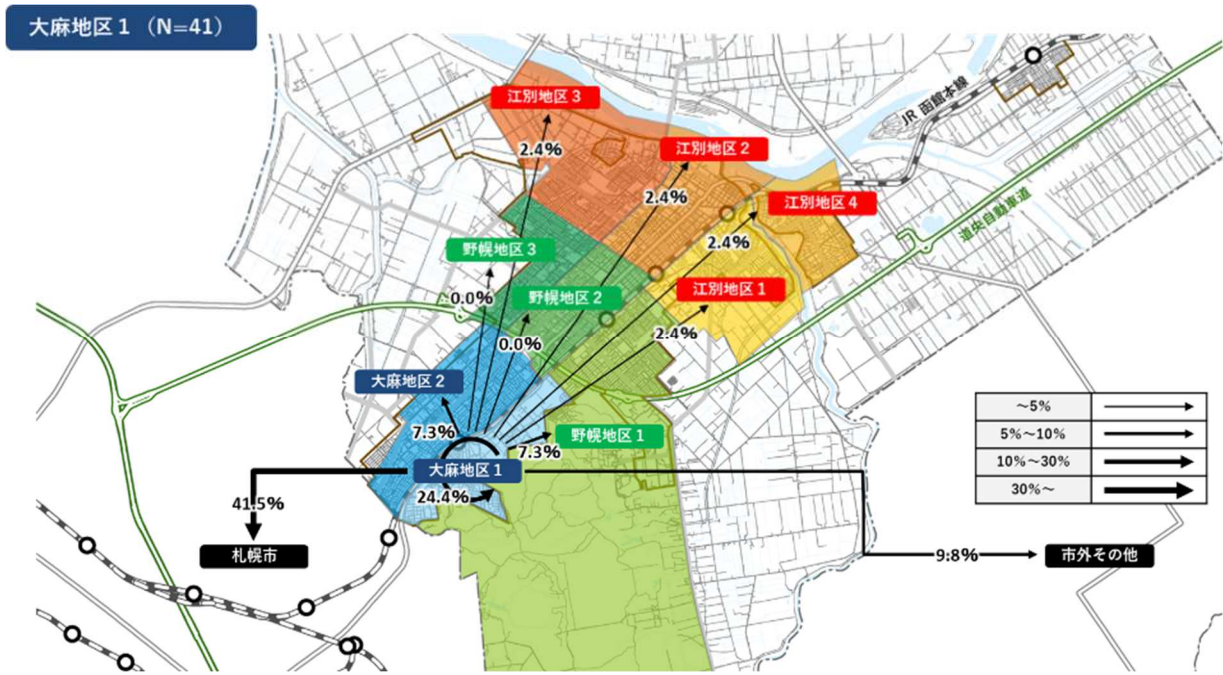 大麻地区1 (N=41)
江別地区3
JR 函館本線
2.4%
江別地区2
2.4%
江別地区4
道央自動車道
2.4%
野幌地区3
0.0%
野幌地区2
江別地区1
2.4%
0.0%
大麻地区2
7.3%
野幌地区1
7.3%
大麻地区1
24.4%
41.5%
札幌市
9.8%
市外その他
～5%
5%～10%
10%～30%
30%～